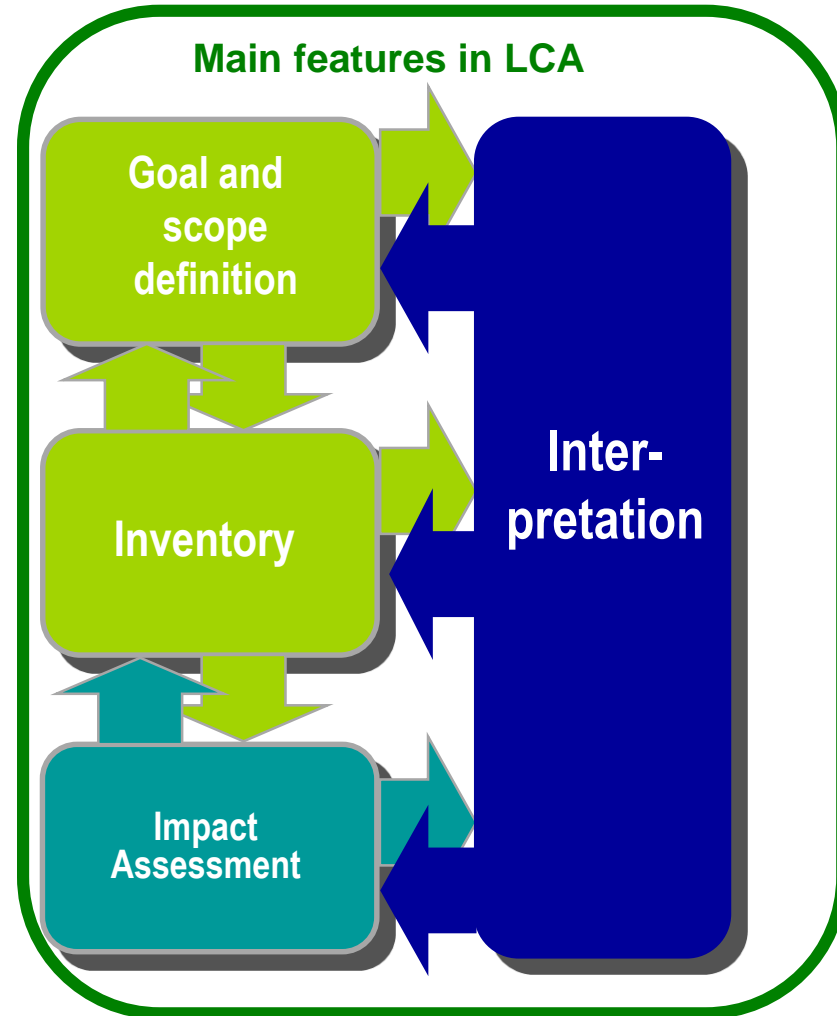 Main features in LCA
Goal and
scope
definition
Inventory
Impact
Assessment
Inter-
pretation